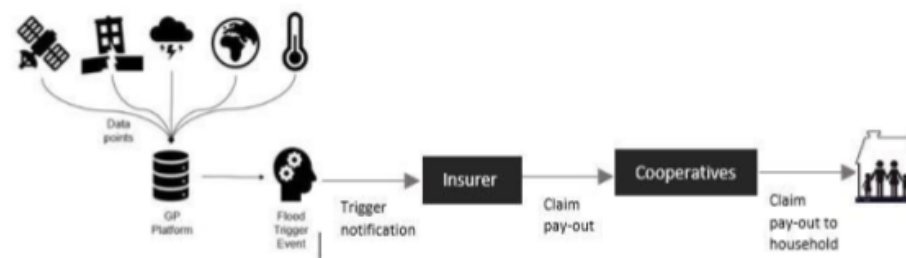 Data
points
GP
Platform
Flood
Trigger
Event
Trigger
notification
Insurer
Claim
pay-out
Cooperatives
Claim
pay-out to
household